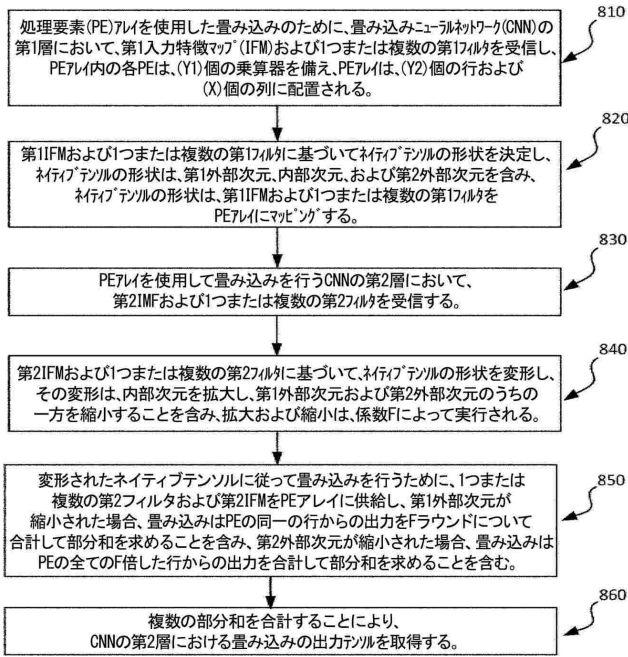 処理要素(PE)アレイを使用した畳み込みのために、畳み込みニューラルネットワーク(CNN)の
第1層において、第1入力特徴マップ(IFM)および1つまたは複数の第1フィルタを受信し、
PEアレイ内の各PEは、(Y1)個の乗算器を備え、PEアレイは、(Y2)個の行および
(X)個の列に配置される。
810
第1IFMおよび1つまたは複数の第1フィルタに基づいてネイティブテンソルの形状を決定し、
ネイティブテンソルの形状は、第1外部次元、内部次元、および第2外部次元を含み、
ネイティブテンソルの形状は、第1IFMおよび1つまたは複数の第1フィルタを
PEアレイにマッピングする。
820
PEアレイを使用して畳み込みを行うCNNの第2層において、
第2IMFおよび1つまたは複数の第2フィルタを受信する。
830
第2IFMおよび1つまたは複数の第2フィルタに基づいて、ネイティブテンソルの形状を変形し、
その変形は、内部次元を拡大し、第1外部次元および第2外部次元のうちの
一方を縮小することを含み、拡大および縮小は、係数Fによって実行される。
840
変形されたネイティブテンソルに従って畳み込みを行うために、1つまたは
複数の第2フィルタおよび第2IFMをPEアレイに供給し、第1外部次元が
縮小された場合、畳み込みはPEの同一の行からの出力をFラウンドについて
合計して部分和を求めることを含み、第2外部次元が縮小された場合、畳み込みは
PEの全てのF倍した行からの出力を合計して部分和を求めることを含む。
850
複数の部分和を合計することにより、
CNNの第2層における畳み込みの出力テンソルを取得する。
860